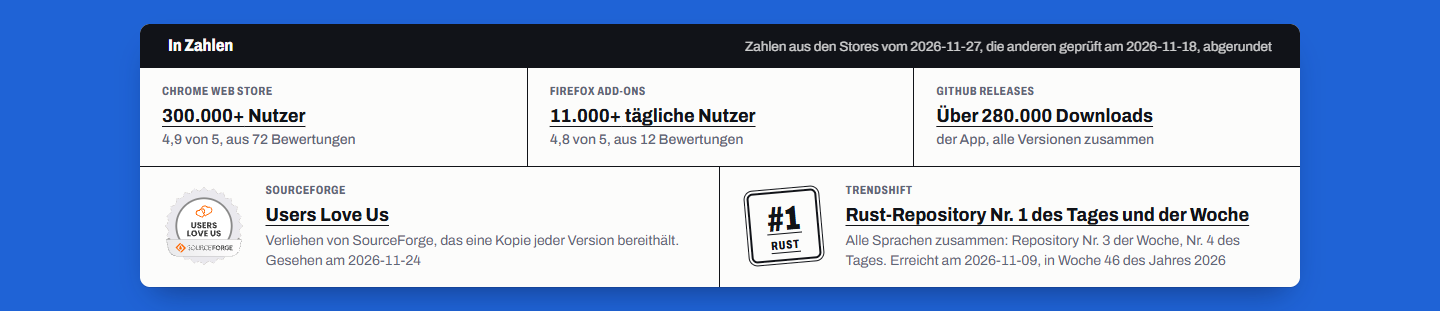 In Zahlen
Zahlen aus den Stores vom 2026-11-27, die anderen geprüft am 2026-11-18, abgerundet
CHROME WEB STORE
300.000+ Nutzer
4,9 von 5, aus 72 Bewertungen
FIREFOX ADD-ONS
11.000+ tägliche Nutzer
4,8 von 5, aus 12 Bewertungen
GITHUB RELEASES
Über 280.000 Downloads
der App, alle Versionen zusammen
USERS
LOVE US
SOURCEFORGE
SOURCEFORGE
Users Love Us
Verliehen von SourceForge, das eine Kopie jeder Version bereithält.
Gesehen am 2026-11-24
#1
RUST
TRENDSHIFT
Rust-Repository Nr. 1 des Tages und der Woche
Alle Sprachen zusammen: Repository Nr. 3 der Woche, Nr. 4 des
Tages. Erreicht am 2026-11-09, in Woche 46 des Jahres 2026